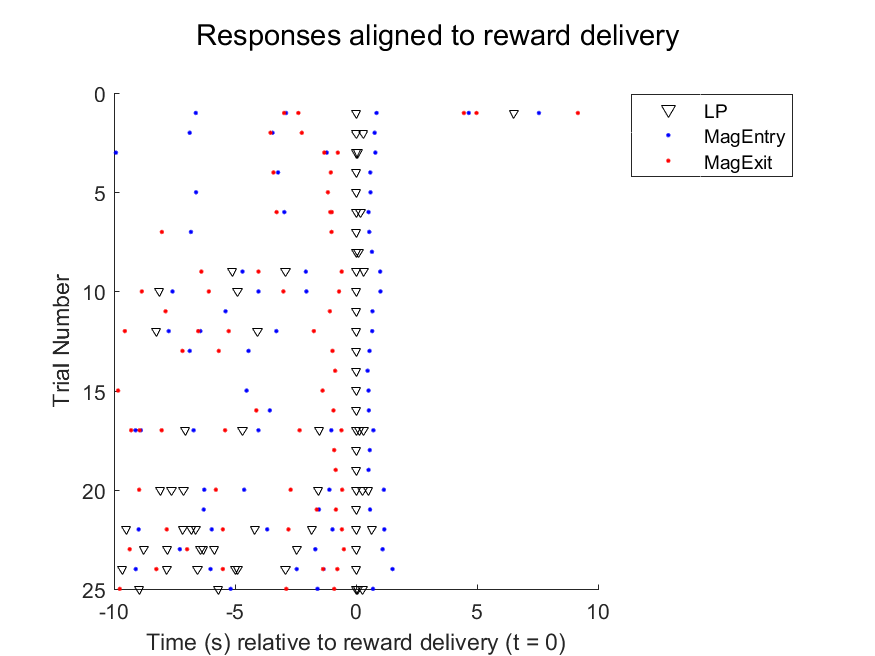 Responses aligned to reward delivery
LP
MagEntry
MagExit
Trial Number
0
5
10
15
20
25
-10
-5
0
5
10
Time (s) relative to reward delivery (t = 0)